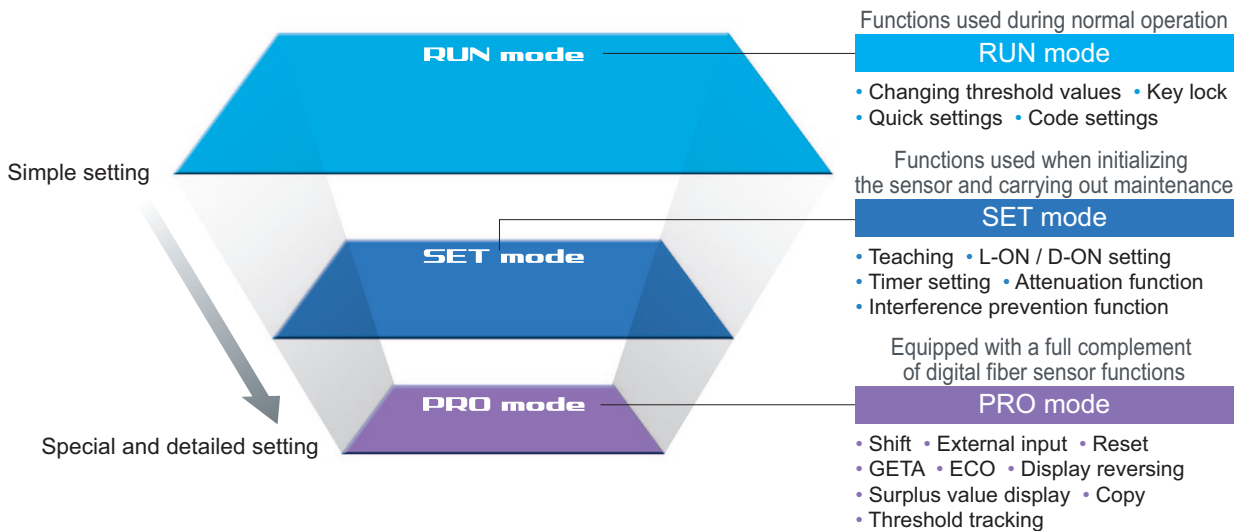 Simple setting
Special and detailed setting
RUN mode
SET mode
PRO mode
Functions used during normal operation
RUN mode
• Changing threshold values • Key lock
• Quick settings • Code settings
Functions used when initializing
the sensor and carrying out maintenance
SET mode
• Teaching • L-ON / D-ON setting
• Timer setting • Attenuation function
• Interference prevention function
Equipped with a full complement
of digital fiber sensor functions
PRO mode
• Shift • External input • Reset
• GETA • ECO • Display reversing
• Surplus value display • Copy
• Threshold tracking